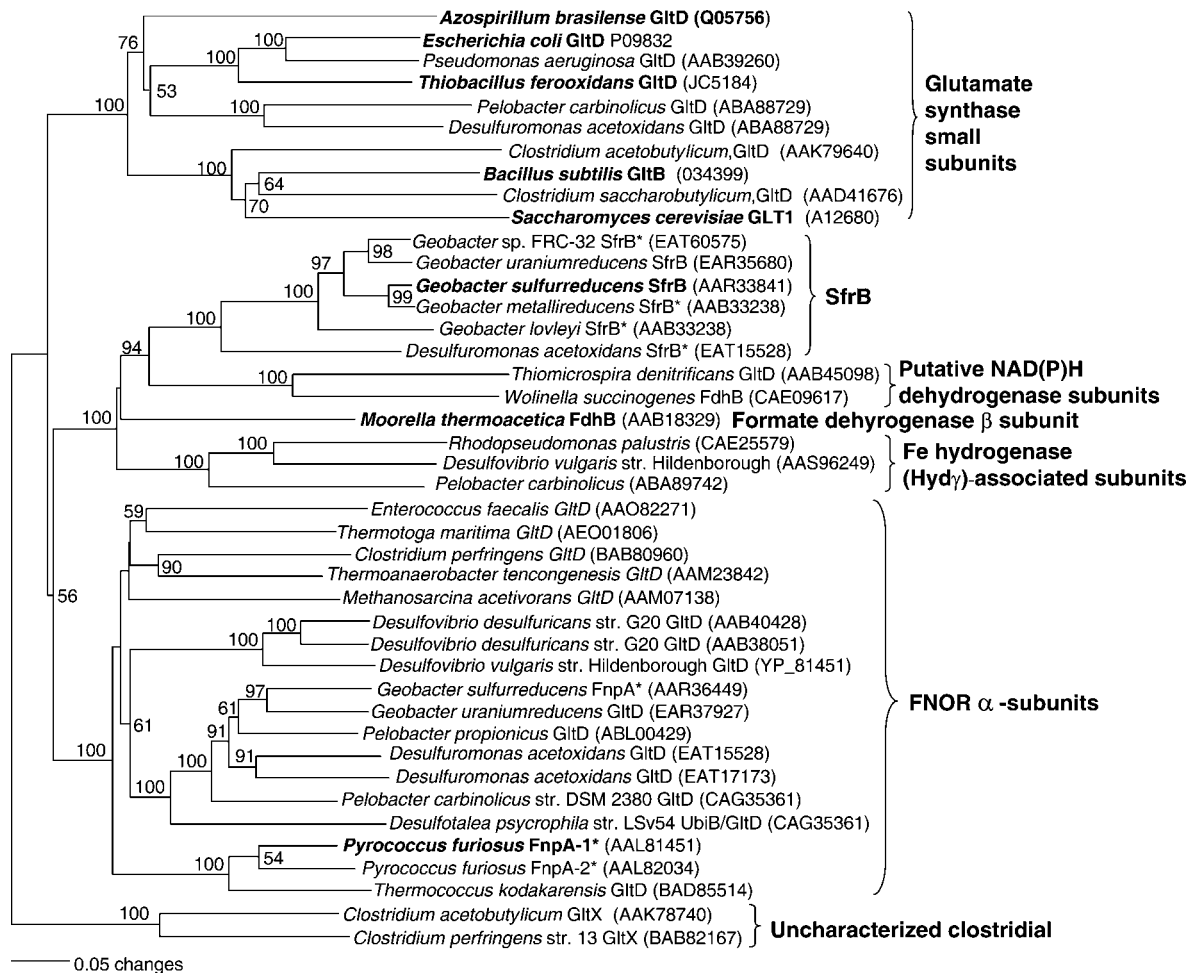 Azospirillum brasilense GltD (Q05756)
Escherichia coli GltD P09832
Pseudomonas aeruginosa GltD (AAB39260)
Thiobacillus ferooxidans GltD (JC5184)
Pelobacter carbinolicus GltD (ABA88729)
Desulfuromonas acetoxidans GltD (ABA88729)
Clostridium acetobutylicum,GltD (AAK79640)
Bacillus subtilis GltB (034399)
Clostridium saccharobutylicum,GltD (AAD41676)
Saccharomyces cerevisiae GLT1 (A12680)
76
100
100
53
100
100
100
64
70
Glutamate
synthase
small
subunits
Geobacter sp. FRC-32 SfrB* (EAT60575)
Geobacter uraniumreducens SfrB (EAR35680)
Geobacter sulfurreducens SfrB (AAR33841)
Geobacter metallireducens SfrB* (AAB33238)
Geobacter lovleyi SfrB* (AAB33238)
Desulfuromonas acetoxidans SfrB* (EAT15528)
98
97
99
100
100
94
SfrB
Thiomicrospira denitrificans GltD (AAB45098)
Wolinella succinogenes FdhB (CAE09617)
100
Putative NAD(P)H
dehydrogenase subunits
Moorella thermoacetica FdhB (AAB18329) Formate dehyrogenase β subunit
100
Rhodopseudomonas palustris (CAE25579)
Desulfovibrio vulgaris str. Hildenborough (AAS96249)
Pelobacter carbinolicus (ABA89742)
100
100
Fe hydrogenase
(Hydγ)-associated subunits
56
Enterococcus faecalis GltD (AAO82271)
Thermotoga maritima GltD (AEO01806)
Clostridium perfringens GltD (BAB80960)
Thermoanaerobacter tencongenesis GltD (AAM23842)
Methanosarcina acetivorans GltD (AAM07138)
59
90
Desulfovibrio desulfuricans str. G20 GltD (AAB40428)
Desulfovibrio desulfuricans str. G20 GltD (AAB38051)
Desulfovibrio vulgaris str. Hildenborough GltD (YP_81451)
100
100
Geobacter sulfurreducens FnpA* (AAR36449)
Geobacter uraniumreducens GltD (EAR37927)
Pelobacter propionicus GltD (ABL00429)
Desulfuromonas acetoxidans GltD (EAT15528)
Desulfuromonas acetoxidans GltD (EAT17173)
Pelobacter carbinolicus str. DSM 2380 GltD (CAG35361)
Desulfotalea psycrophila str. LSv54 UbiB/GltD (CAG35361)
97
61
61
91
91
100
100
100
FNOR α -subunits
Pyrococcus furiosus FnpA-1* (AAL81451)
Pyrococcus furiosus FnpA-2* (AAL82034)
Thermococcus kodakarensis GltD (BAD85514)
54
100
Clostridium acetobutylicum GltX (AAK78740)
Clostridium perfringens str. 13 GltX (BAB82167)
100
Uncharacterized clostridial
0.05 changes